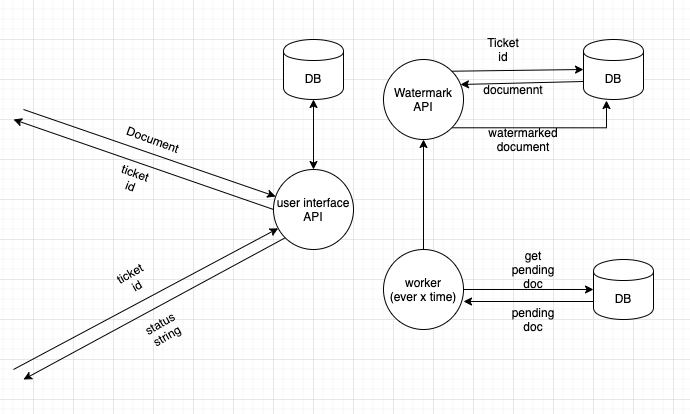 DB
Document
ticket
id
user interface
API
ticket
id
status
string
Ticket
id
DB
Watermark
API
documennt
watermarked
document
worker
(ever x time)
get
pending
doc
DB
pending
doc